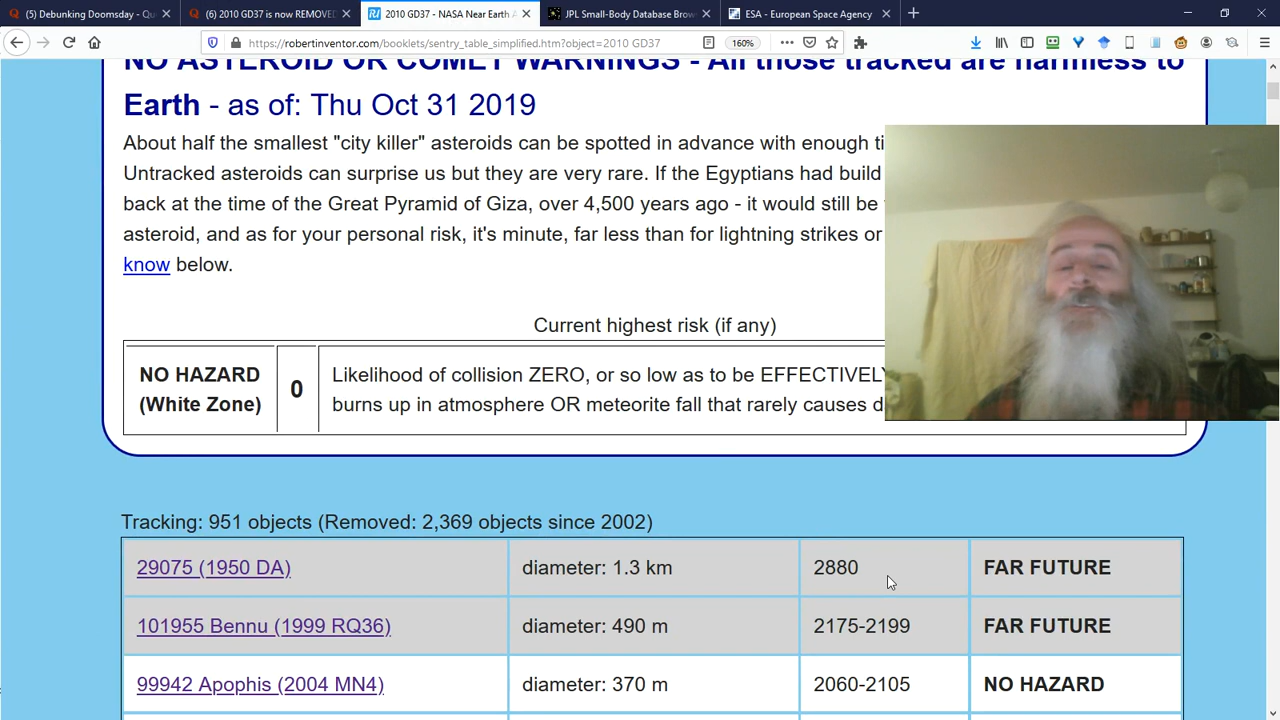 (5) Debunking Doomsday - Qu
(6) 2010 GD37 is now REMOVED
2010 GD37 - NASA Near Earth A
JPL Small-Body Database Brow
ESA - European Space Agency
https://robertinventor.com/booklets/sentry_table_simplified.htm?object=2010 GD37
160%
NO ASTEROID OR COMET WARNINGS - All those tracked are harmless to
Earth - as of: Thu Oct 31 2019
About half the smallest "city killer" asteroids can be spotted in advance with enough ti
Untracked asteroids can surprise us but they are very rare. If the Egyptians had build
back at the time of the Great Pyramid of Giza, over 4,500 years ago - it would still be
asteroid, and as for your personal risk, it's minute, far less than for lightning strikes or
know below.
Current highest risk (if any)
NO HAZARD
(White Zone)
0
Likelihood of collision ZERO, or so low as to be EFFECTIVELY
burns up in atmosphere OR meteorite fall that rarely causes d
Tracking: 951 objects (Removed: 2,369 objects since 2002)
29075 (1950 DA) diameter: 1.3 km 2880 FAR FUTURE
101955 Bennu (1999 RQ36) diameter: 490 m 2175-2199 FAR FUTURE
99942 Apophis (2004 MN4) diameter: 370 m 2060-2105 NO HAZARD